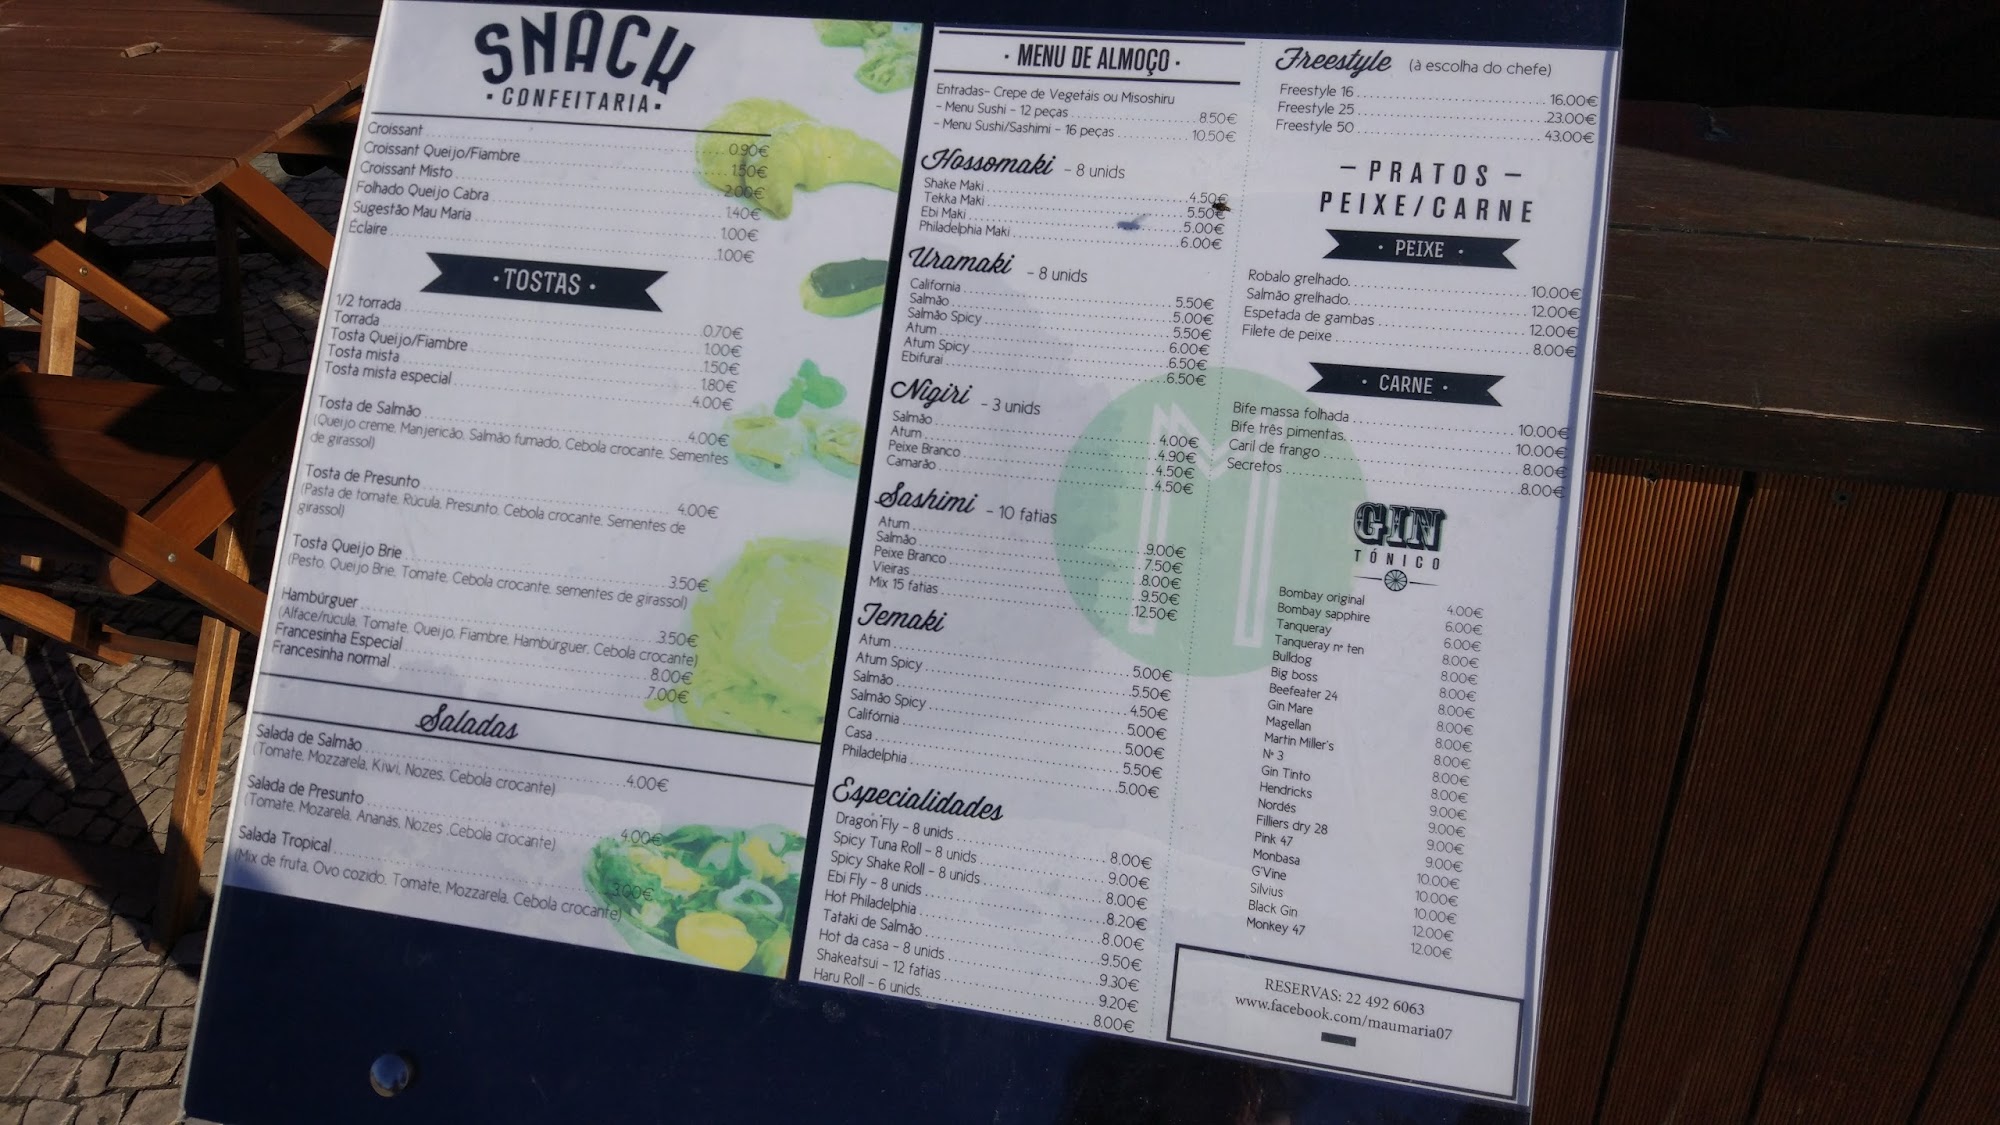 SNACK
• CONFEITARIA •
Croissant 0.90€
Croissant Queijo/Fiambre 1.50€
Croissant Misto 2.00€
Folhado Queijo Cabra 1.40€
Sugestão Mau Maria 1.00€
Éclaire 1.00€
• TOSTAS •
1/2 torrada 0.70€
Torrada 1.00€
Tosta Queijo/Fiambre 1.50€
Tosta mista 1.80€
Tosta mista especial 4.00€
Tosta de Salmão 4.00€
(Queijo creme, Manjericão, Salmão fumado, Cebola crocante, Sementes
de girassol)
Tosta de Presunto 4.00€
(Pasta de tomate, Rúcula, Presunto, Cebola crocante, Sementes de
girassol)
Tosta Queijo Brie 3.50€
(Pesto, Queijo Brie, Tomate, Cebola crocante, sementes de girassol)
Hambúrguer 3.50€
(Alface/rúcula, Tomate, Queijo, Fiambre, Hambúrguer, Cebola crocante)
Francesinha Especial 8.00€
Francesinha normal 7.00€
Saladas
Salada de Salmão 4.00€
(Tomate, Mozzarela, Kiwi, Nozes, Cebola crocante)
Salada de Presunto 4.00€
(Tomate, Mozarela, Ananás, Nozes ,Cebola crocante)
Salada Tropical 3.00€
(Mix de fruta, Ovo cozido, Tomate, Mozzarela, Cebola crocante)
• MENU DE ALMOÇO •
Entradas- Crepe de Vegetais ou Misoshiru
- Menu Sushi - 12 peças 8.50€
- Menu Sushi/Sashimi - 16 peças 10.50€
Hossomaki - 8 unids
Shake Maki 4.50€
Tekka Maki 5.50€
Ebi Maki 5.00€
Philadelphia Maki 6.00€
Uramaki - 8 unids
California 5.50€
Salmão 5.00€
Salmão Spicy 5.50€
Atum 6.00€
Atum Spicy 6.50€
Ebifurai 6.50€
Nigiri - 3 unids
Salmão 4.00€
Atum 4.90€
Peixe Branco 4.50€
Camarão 4.50€
Sashimi - 10 fatias
Atum 9.00€
Salmão 7.50€
Peixe Branco 8.00€
Vieiras 9.50€
Mix 15 fatias 12.50€
Temaki
Atum 5.00€
Atum Spicy 5.50€
Salmão 4.50€
Salmão Spicy 5.00€
Califórnia 5.00€
Casa 5.50€
Philadelphia 5.00€
Especialidades
Dragon Fly - 8 unids 8.00€
Spicy Tuna Roll - 8 unids 9.00€
Spicy Shake Roll - 8 unids 8.00€
Ebi Fly - 8 unids 8.20€
Hot Philadelphia 8.00€
Tataki de Salmão 9.50€
Hot da casa - 8 unids 9.30€
Shakeatsui - 12 fatias 9.20€
Haru Roll - 6 unids. 8.00€
Freestyle (à escolha do chefe)
Freestyle 16 16.00€
Freestyle 25 23.00€
Freestyle 50 43.00€
- PRATOS -
PEIXE/CARNE
• PEIXE •
Robalo grelhado. 10.00€
Salmão grelhado. 12.00€
Espetada de gambas 12.00€
Filete de peixe 8.00€
• CARNE •
Bife massa folhada 10.00€
Bife três pimentas. 10.00€
Caril de frango 8.00€
Secretos 8.00€
GIN
TÓNICO
Bombay original 4.00€
Bombay sapphire 6.00€
Tanqueray 6.00€
Tanqueray nº ten 8.00€
Bulldog 8.00€
Big boss 8.00€
Beefeater 24 8.00€
Gin Mare 8.00€
Magellan 8.00€
Martin Miller's 8.00€
Nº 3 8.00€
Gin Tinto 8.00€
Hendricks 9.00€
Nordés 9.00€
Filliers dry 28 9.00€
Pink 47 9.00€
Monbasa 10.00€
G'Vine 10.00€
Silvius 10.00€
Black Gin 12.00€
Monkey 47 12.00€
RESERVAS: 22 492 6063
www.facebook.com/maumaria07
M